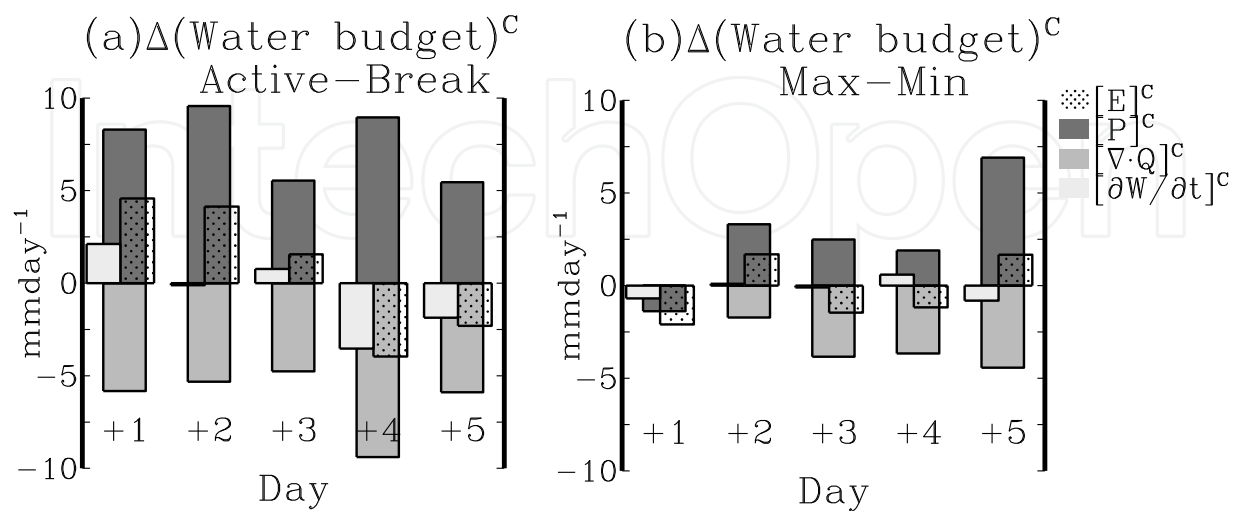 (a)Δ(Water budget)ᶜ
Active−Break
10
5
0
−5
−10
mmday⁻¹
+1 +2 +3 +4 +5
Day
(b)Δ(Water budget)ᶜ
Max−Min
10
5
0
−5
−10
mmday⁻¹
+1 +2 +3 +4 +5
Day
[E]ᶜ
[P]ᶜ
[∇·Q]ᶜ
[∂W/∂t]ᶜ
IntechOpen